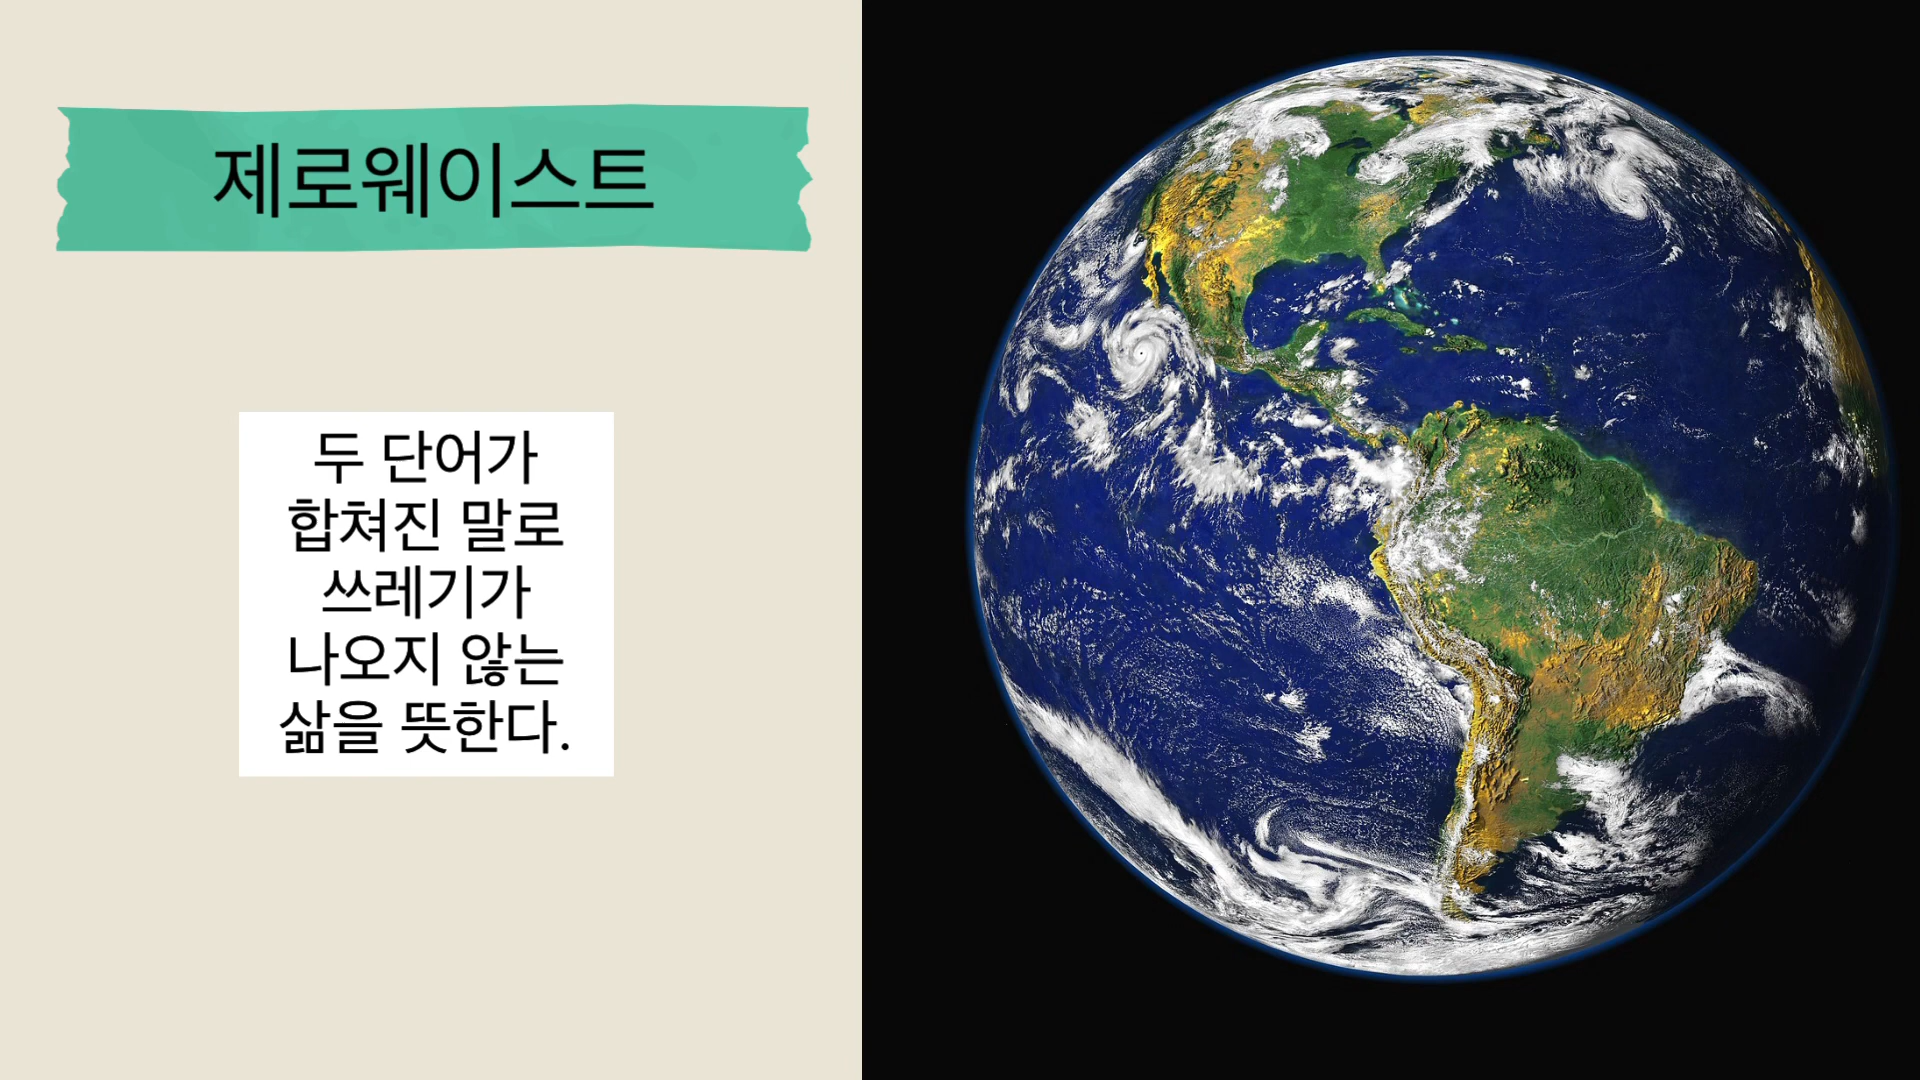 제로웨이스트
두 단어가
합쳐진 말로
쓰레기가
나오지 않는
삶을 뜻한다.